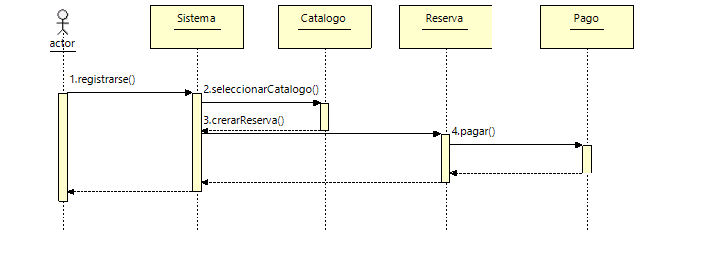 Sistema
Catalogo
Reserva
Pago
actor
1.registrarse()
2.seleccionarCatalogo()
3.crerarReserva()
4.pagar()